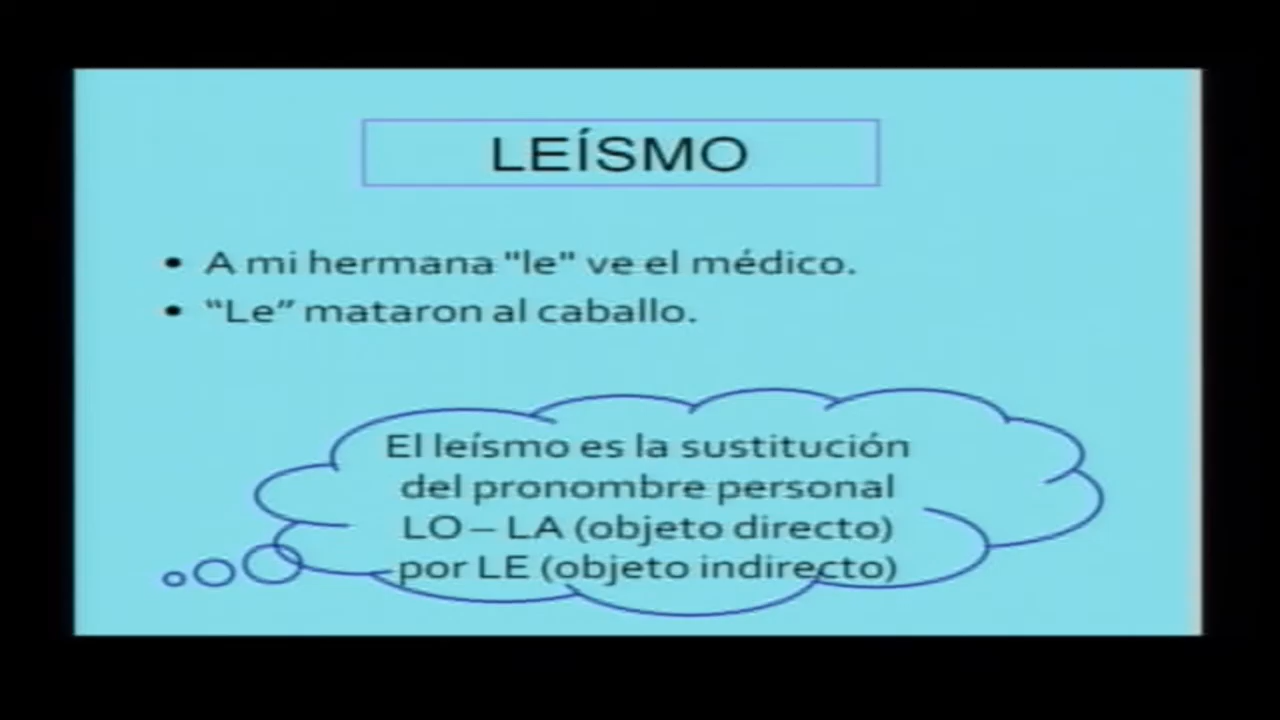 LEÍSMO
• A mi hermana "le" ve el médico.
• “Le” mataron al caballo.
El leísmo es la sustitución
del pronombre personal
LO – LA (objeto directo)
por LE (objeto indirecto)